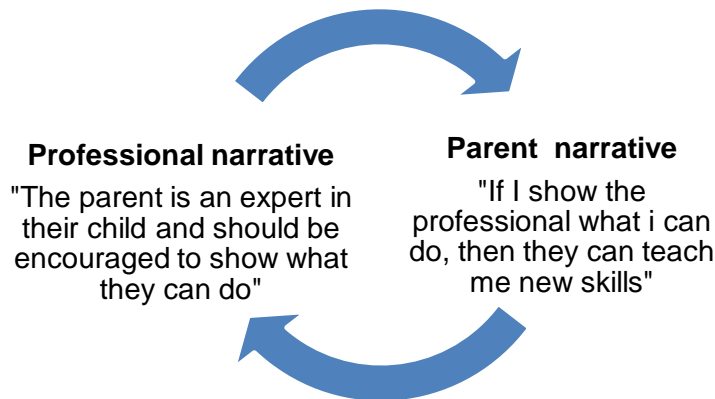 Professional narrative
"The parent is an expert in
their child and should be
encouraged to show what
they can do"
Parent narrative
"If I show the
professional what i can
do, then they can teach
me new skills"